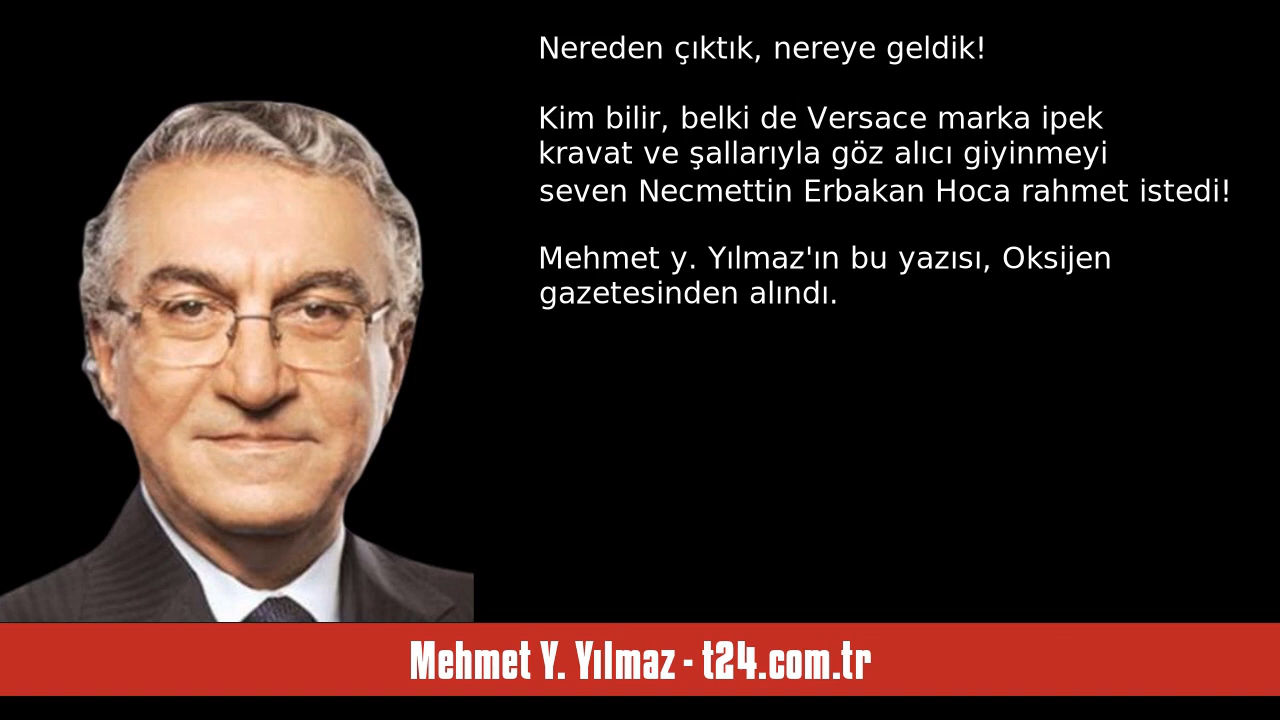 Nereden çıktık, nereye geldik!
Kim bilir, belki de Versace marka ipek
kravat ve şallarıyla göz alıcı giyinmeyi
seven Necmettin Erbakan Hoca rahmet istedi!
Mehmet y. Yılmaz'ın bu yazısı, Oksijen
gazetesinden alındı.
Mehmet Y. Yılmaz - t24.com.tr